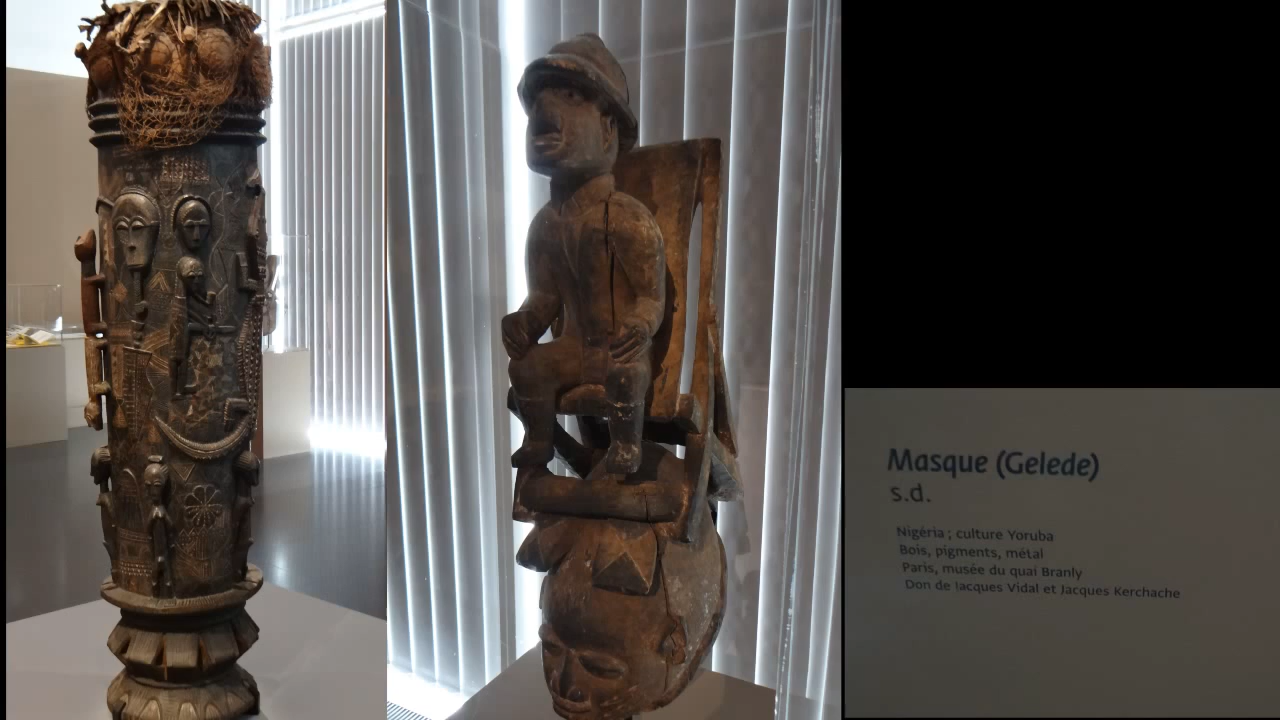 Masque (Gelede)
s.d.
Nigéria ; culture Yoruba
Bois, pigments, métal
Paris, musée du quai Branly
Don de Jacques Vidal et Jacques Kerchache